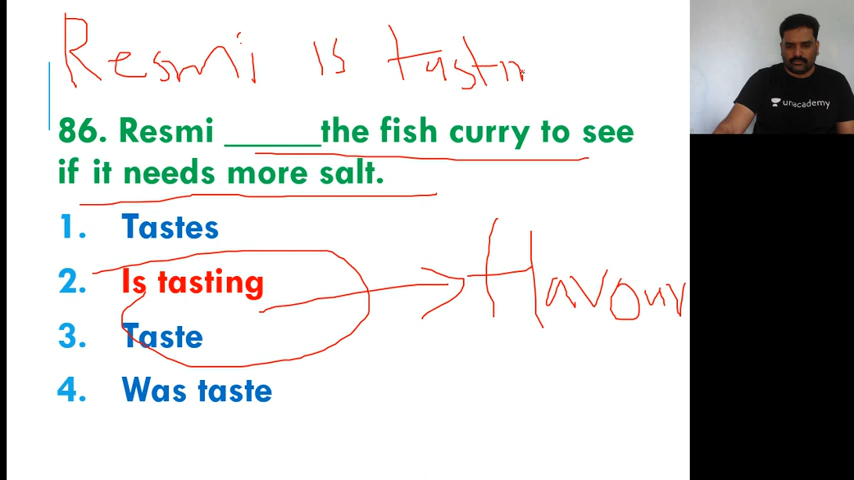 Resmi is tastin
unacademy
86. Resmi ______the fish curry to see
if it needs more salt.
1. Tastes
2. Is tasting
3. Taste
4. Was taste
flavour